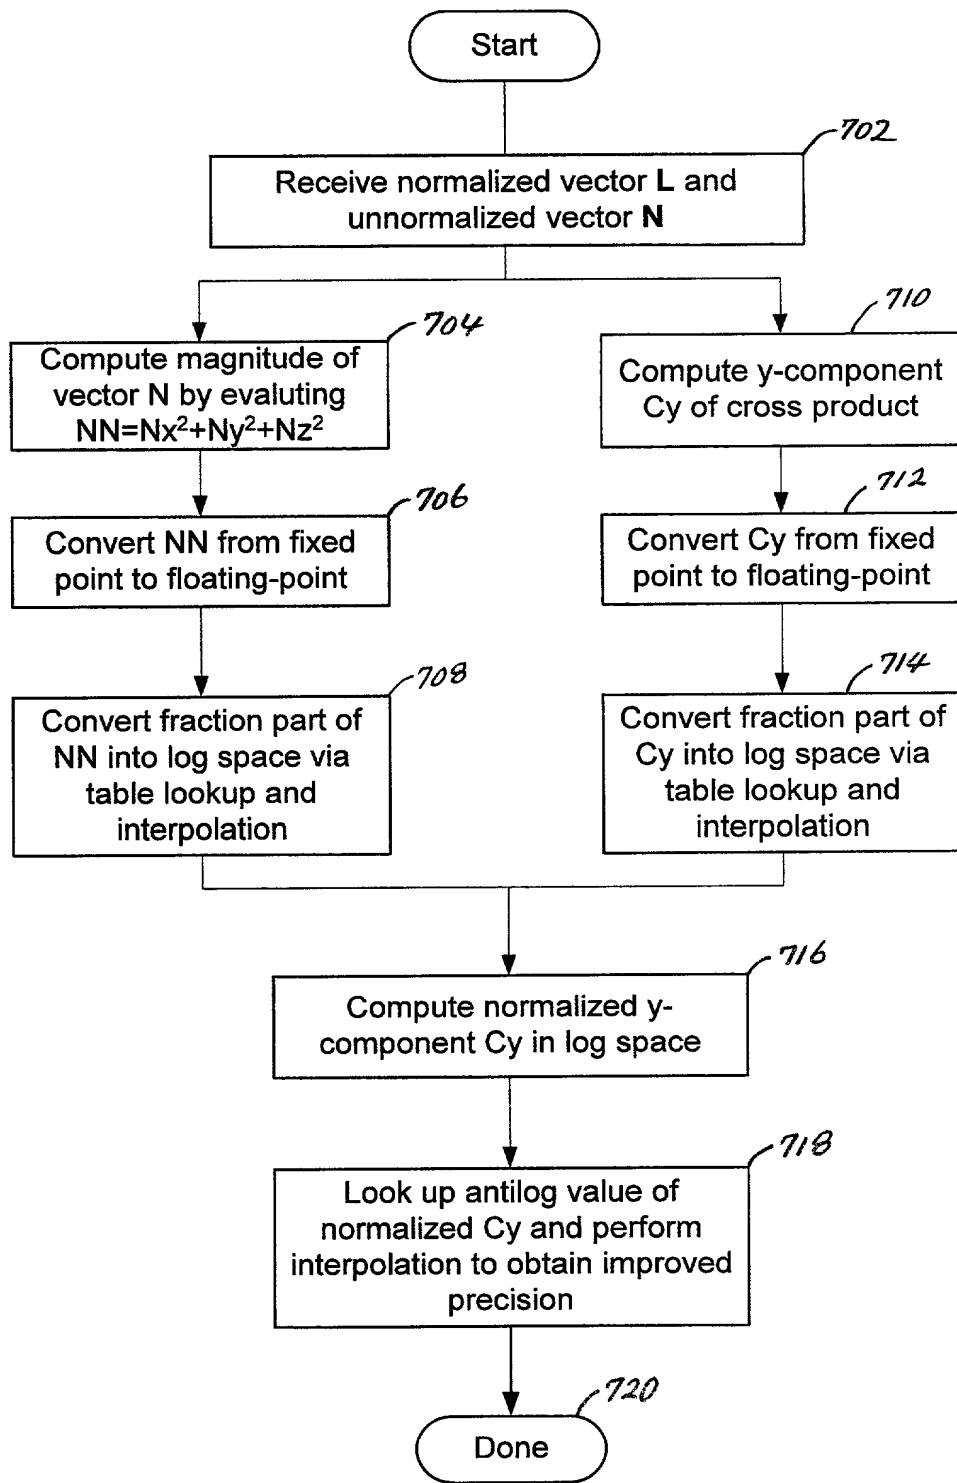 Start
702
Receive normalized vector L and
unnormalized vector N
704
Compute magnitude of
vector N by evaluting
NN=Nx²+Ny²+Nz²
706
Convert NN from fixed
point to floating-point
708
Convert fraction part of
NN into log space via
table lookup and
interpolation
710
Compute y-component
Cy of cross product
712
Convert Cy from fixed
point to floating-point
714
Convert fraction part of
Cy into log space via
table lookup and
interpolation
716
Compute normalized y-
component Cy in log space
718
Look up antilog value of
normalized Cy and perform
interpolation to obtain improved
precision
720
Done